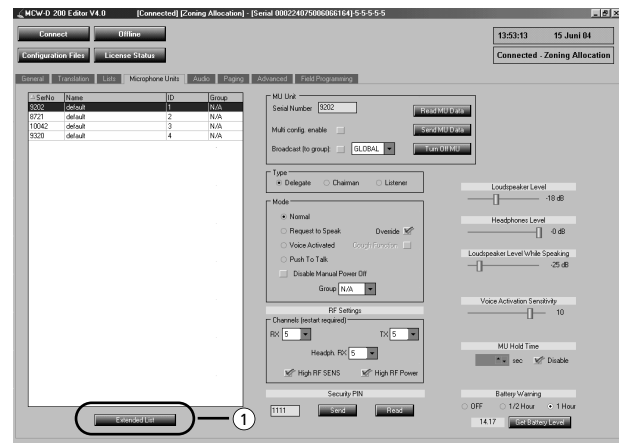 MCW-D 200 Editor V4.0 [Connected] [Zoning Allocation] - [Serial 000224075006066164]-5-5-5-5-5
Connect Offline
Configuration Files License Status
13:53:13 15 Juni 04
Connected - Zoning Allocation
General Translation Lists Microphone Units Audio Paging Advanced Field Programming
SerNo Name ID Group
9202 default 1 N/A
8721 default 2 N/A
10042 default 3 N/A
9320 default 4 N/A
Extended List
1
MU Unit
Serial Number 9202 Read MU Data
Multi config. enable Send MU Data
Broadcast (to group): GLOBAL Turn Off MU
Type
Delegate Chairman Listener
Mode
Normal
Request to Speak Override
Voice Activated Cough Function:
Push To Talk
Disable Manual Power Off
Group N/A
RF Settings
Channels (restart required)
RX 5 TX 5
Headph. RX 5
High RF SENS High RF Power
Security PIN
1111 Send Read
Loudspeaker Level
-18 dB
Headphones Level
-0 dB
Loudspeaker Level While Speaking
-25 dB
Voice Activation Sensitivity
10
MU Hold Time
sec Disable
Battery Warning
OFF 1/2 Hour 1 Hour
14.17 Get Battery Level